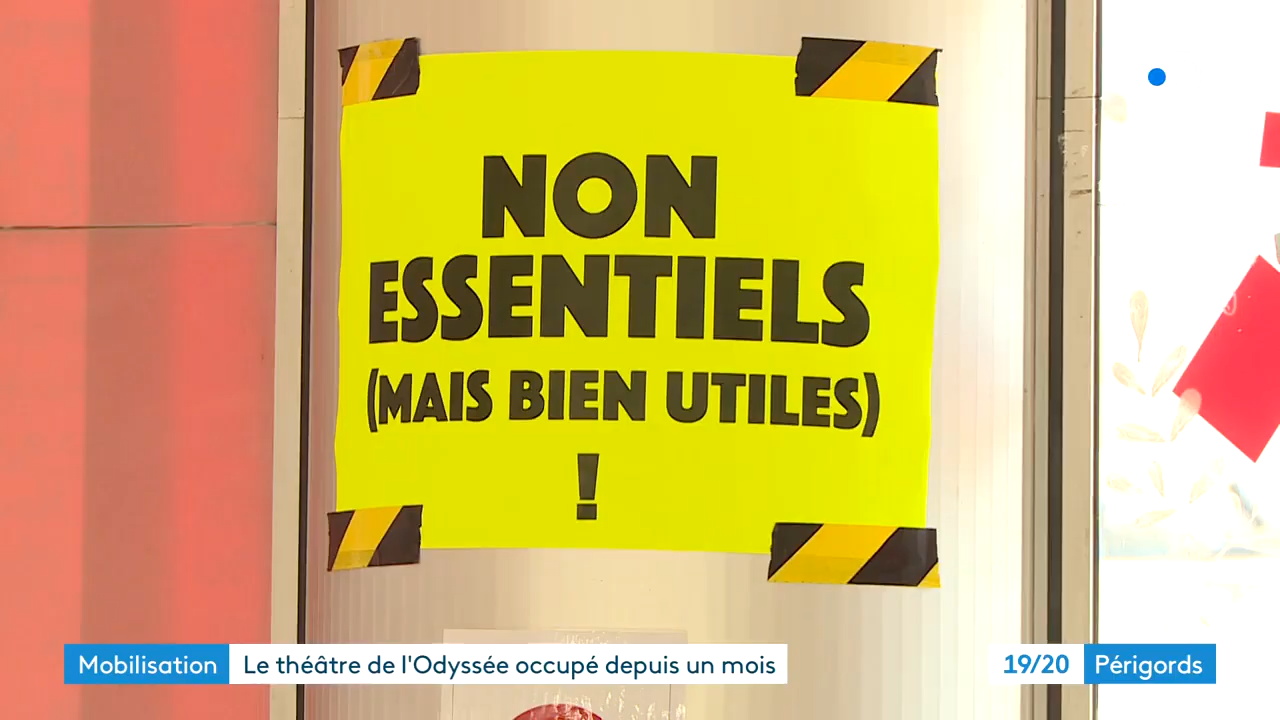 NON
ESSENTIELS
(MAIS BIEN UTILES)
!
Mobilisation Le théâtre de l'Odyssée occupé depuis un mois
19/20 Périgords